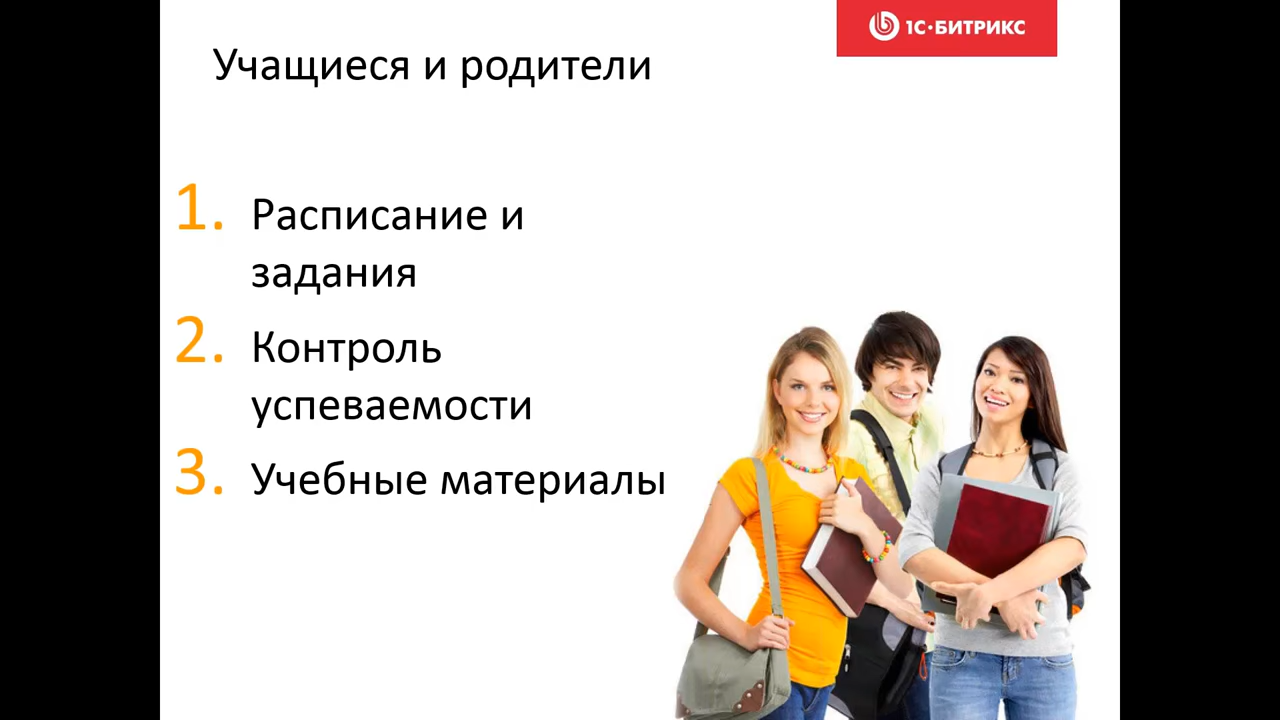 1С·БИТРИКС
Учащиеся и родители
1. Расписание и
задания
2. Контроль
успеваемости
3. Учебные материалы